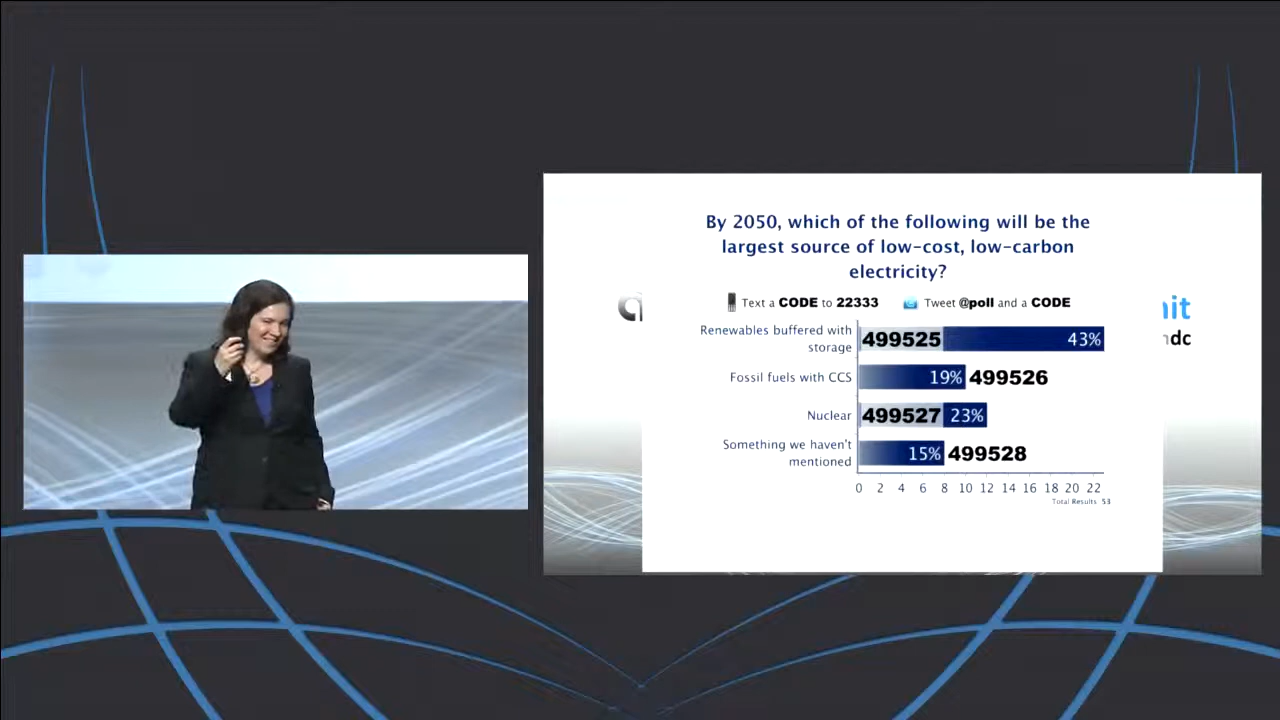 By 2050, which of the following will be the
largest source of low-cost, low-carbon
electricity?
Text a CODE to 22333 Tweet @poll and a CODE
Renewables buffered with
storage
499525 43%
Fossil fuels with CCS 19% 499526
Nuclear 499527 23%
Something we haven't
mentioned
15% 499528
0 2 4 6 8 10 12 14 16 18 20 22
Total Results 53